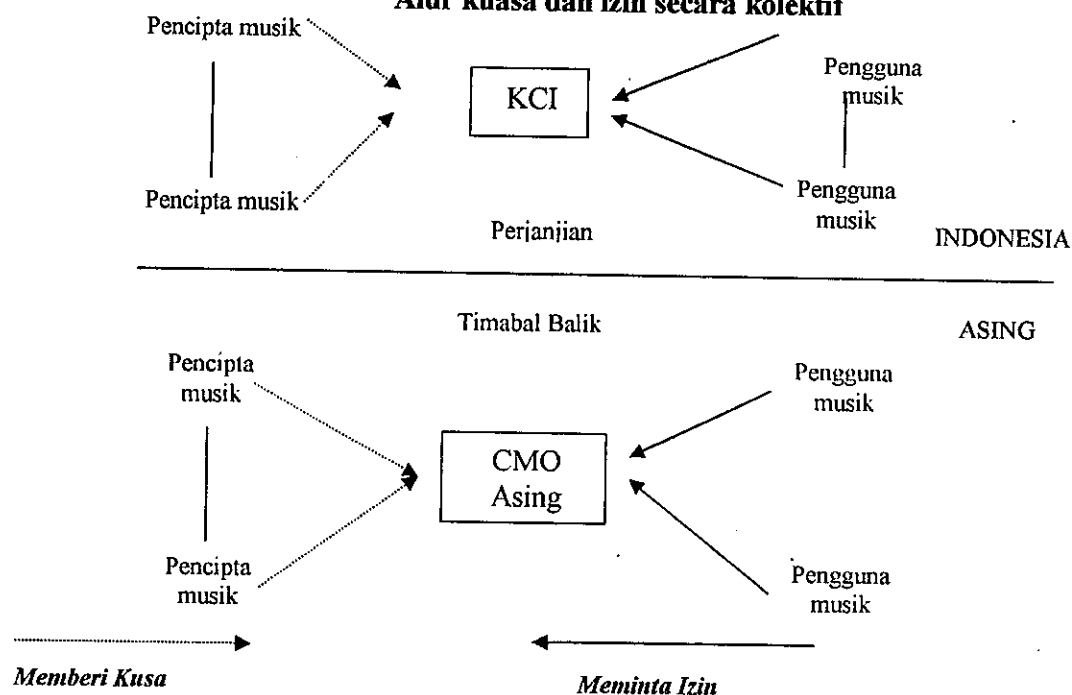 Alur kuasa dan izin secara kolektif
Pencipta musik
KCI
Pengguna
musik
Pencipta musik
Pengguna
musik
Perjanjian
INDONESIA
Timabal Balik
ASING
Pencipta
musik
Pengguna
musik
CMO
Asing
Pencipta
musik
Pengguna
musik
Memberi Kusa
Meminta Izin